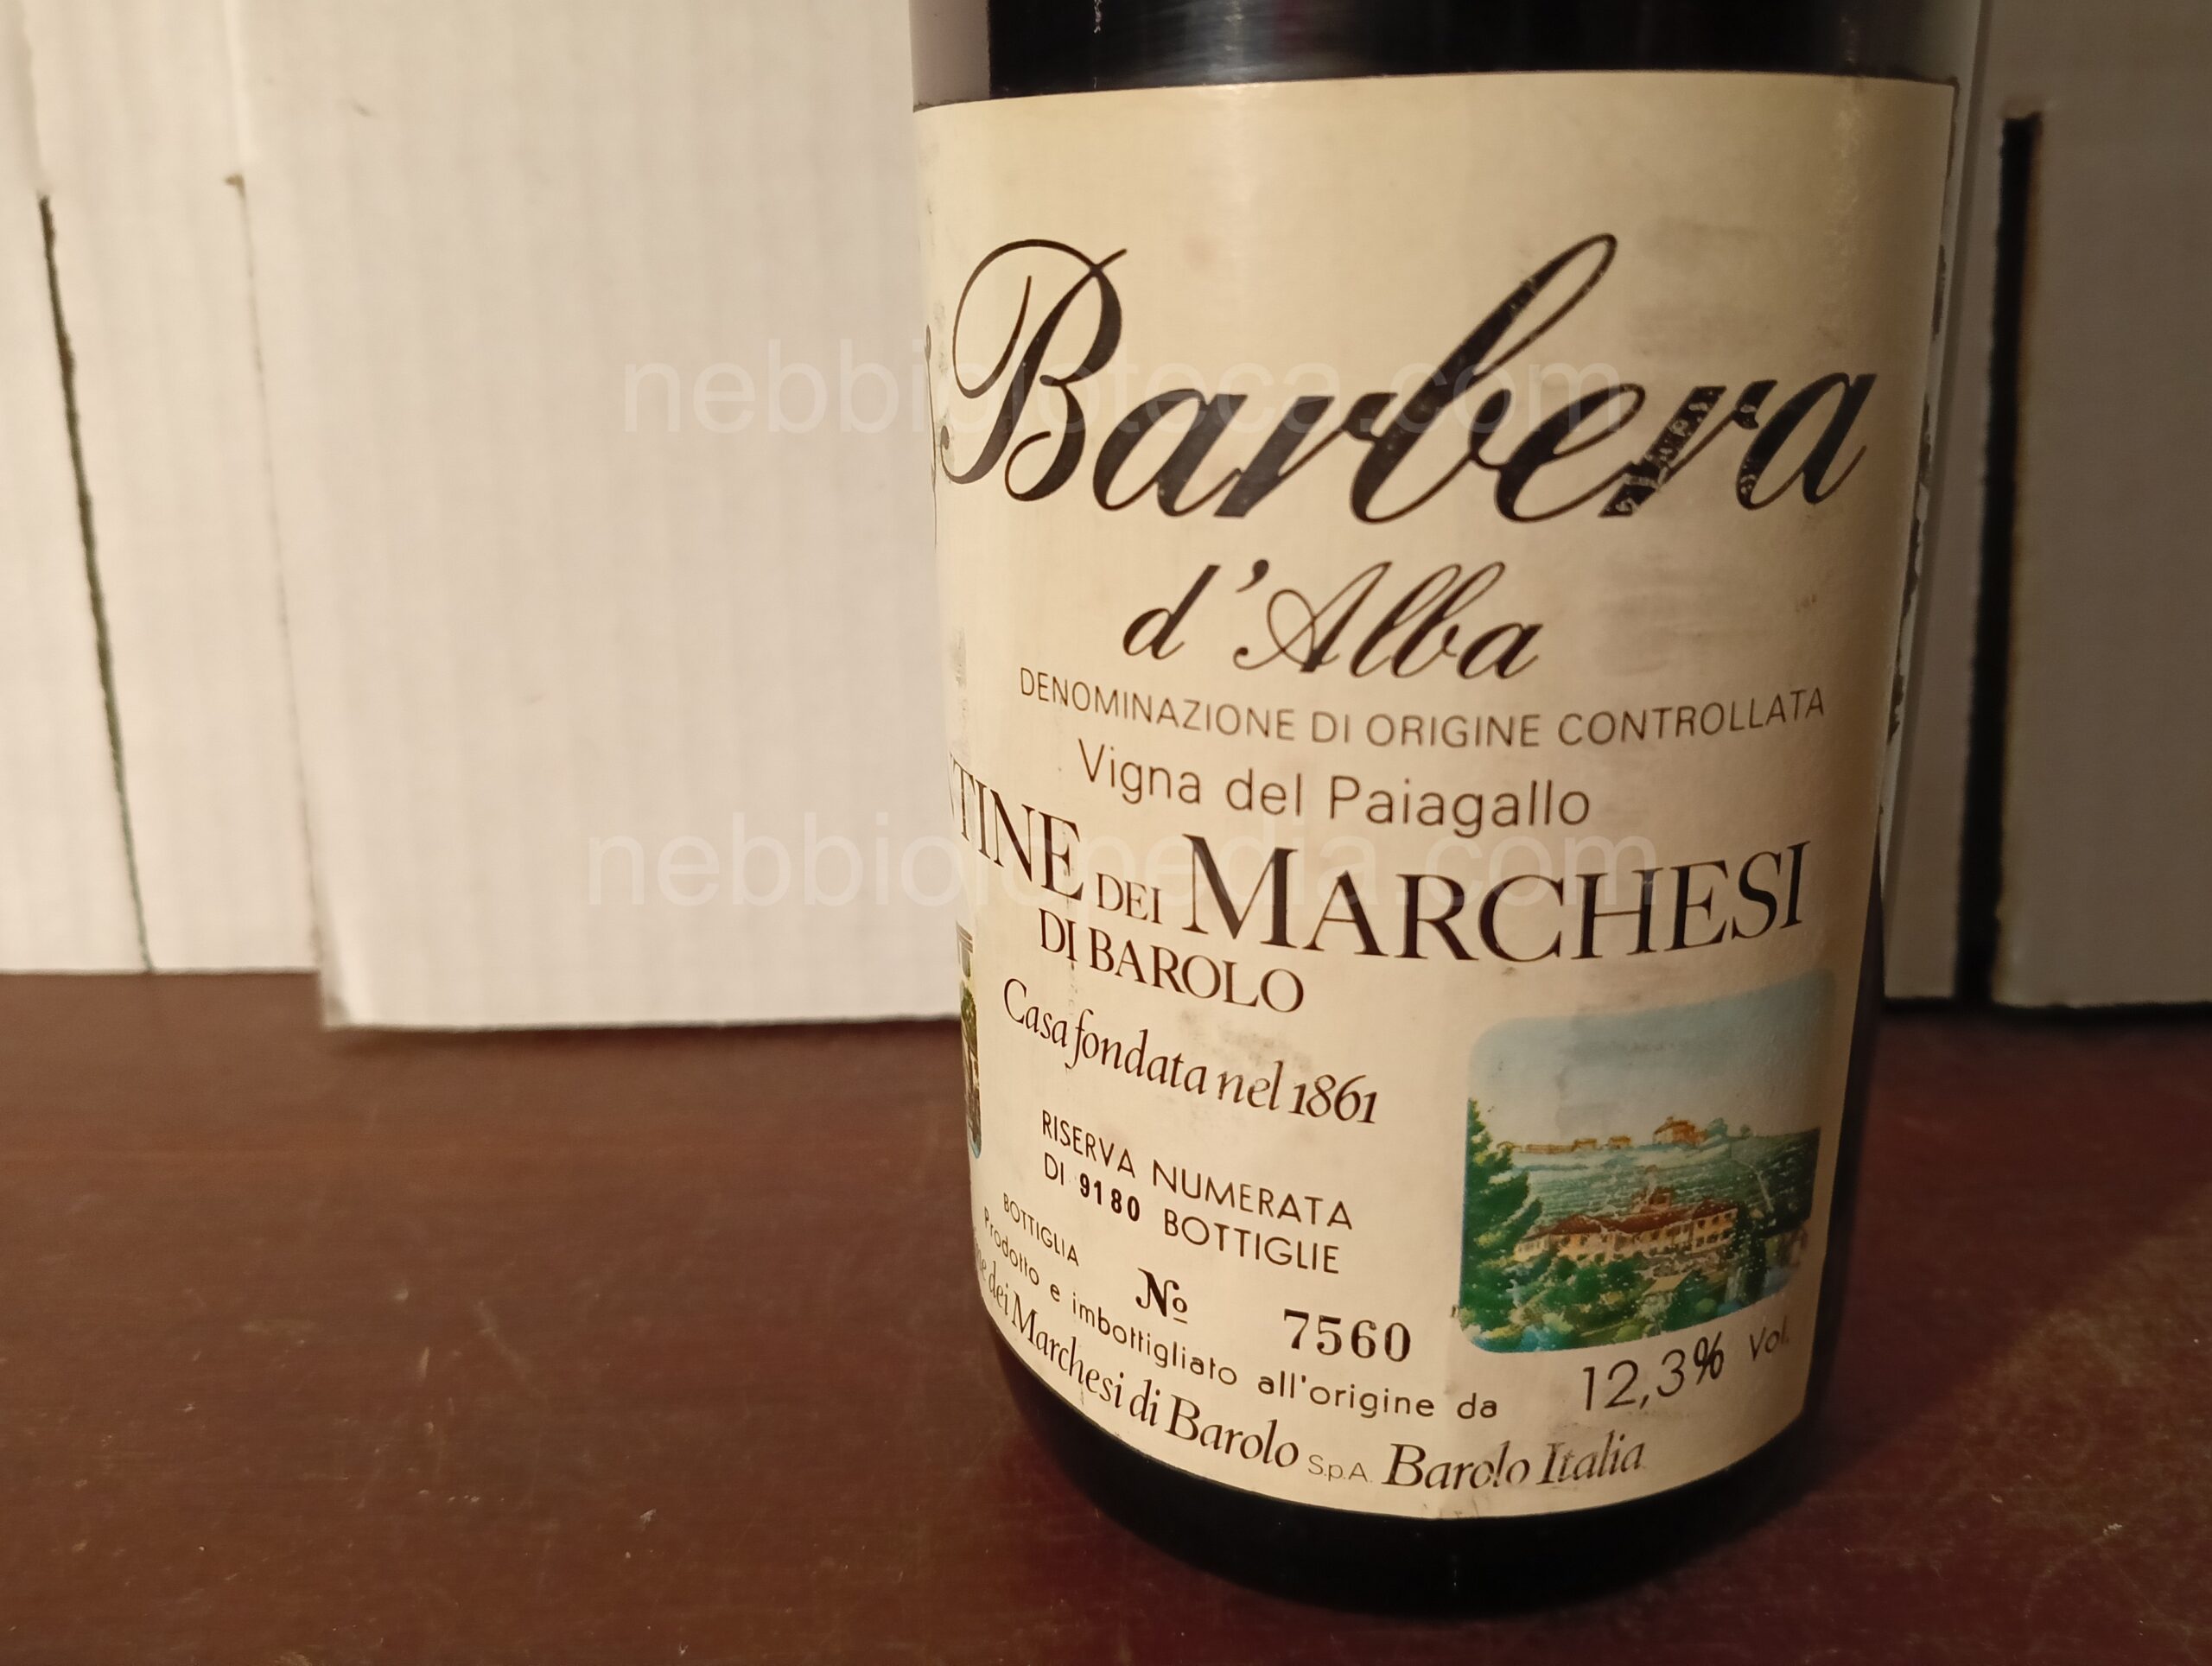 Barbera
d'Alba
DENOMINAZIONE DI ORIGINE CONTROLLATA
Vigna del Paiagallo
TINE DEI MARCHESI
DI BAROLO
Casa fondata nel 1861
RISERVA NUMERATA
DI 9180 BOTTIGLIE
BOTTIGLIA № 7560
Prodotto e imbottigliato all'origine da
dei Marchesi di Barolo S.p.A. Barolo Italia
12,3% Vol.
nebbioloteca.com
nebbiolopedia.com